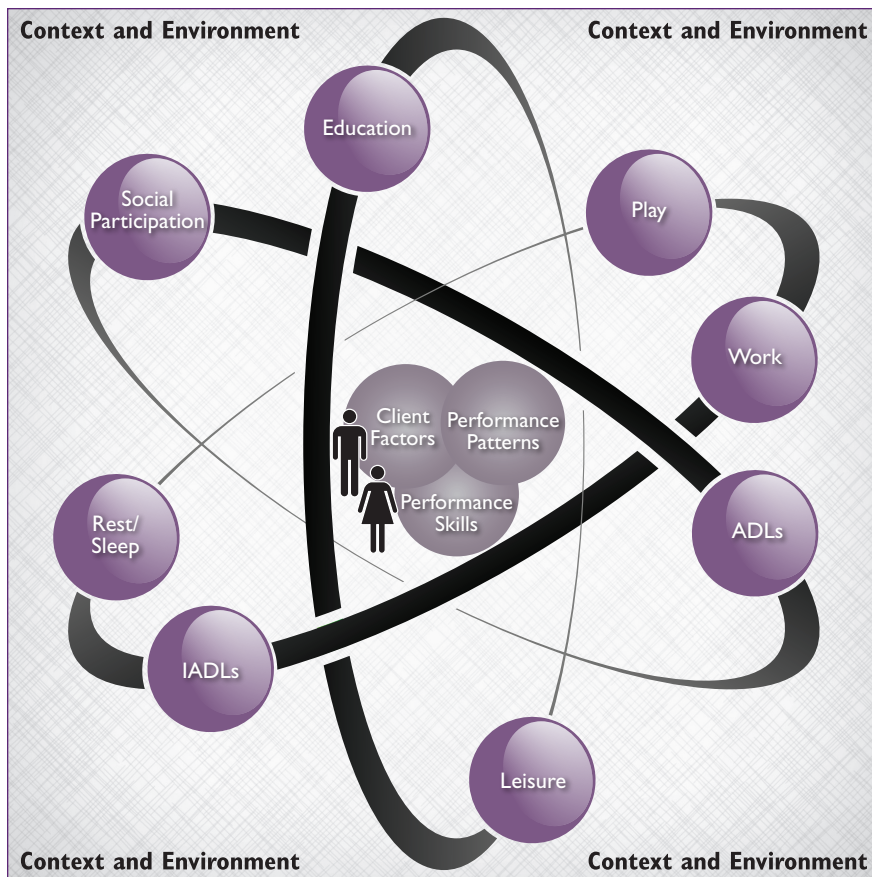 Context and Environment
Context and Environment
Education
Social
Participation
Play
Work
Client
Factors
Performance
Patterns
Performance
Skills
Rest/
Sleep
ADLs
IADLs
Leisure
Context and Environment
Context and Environment